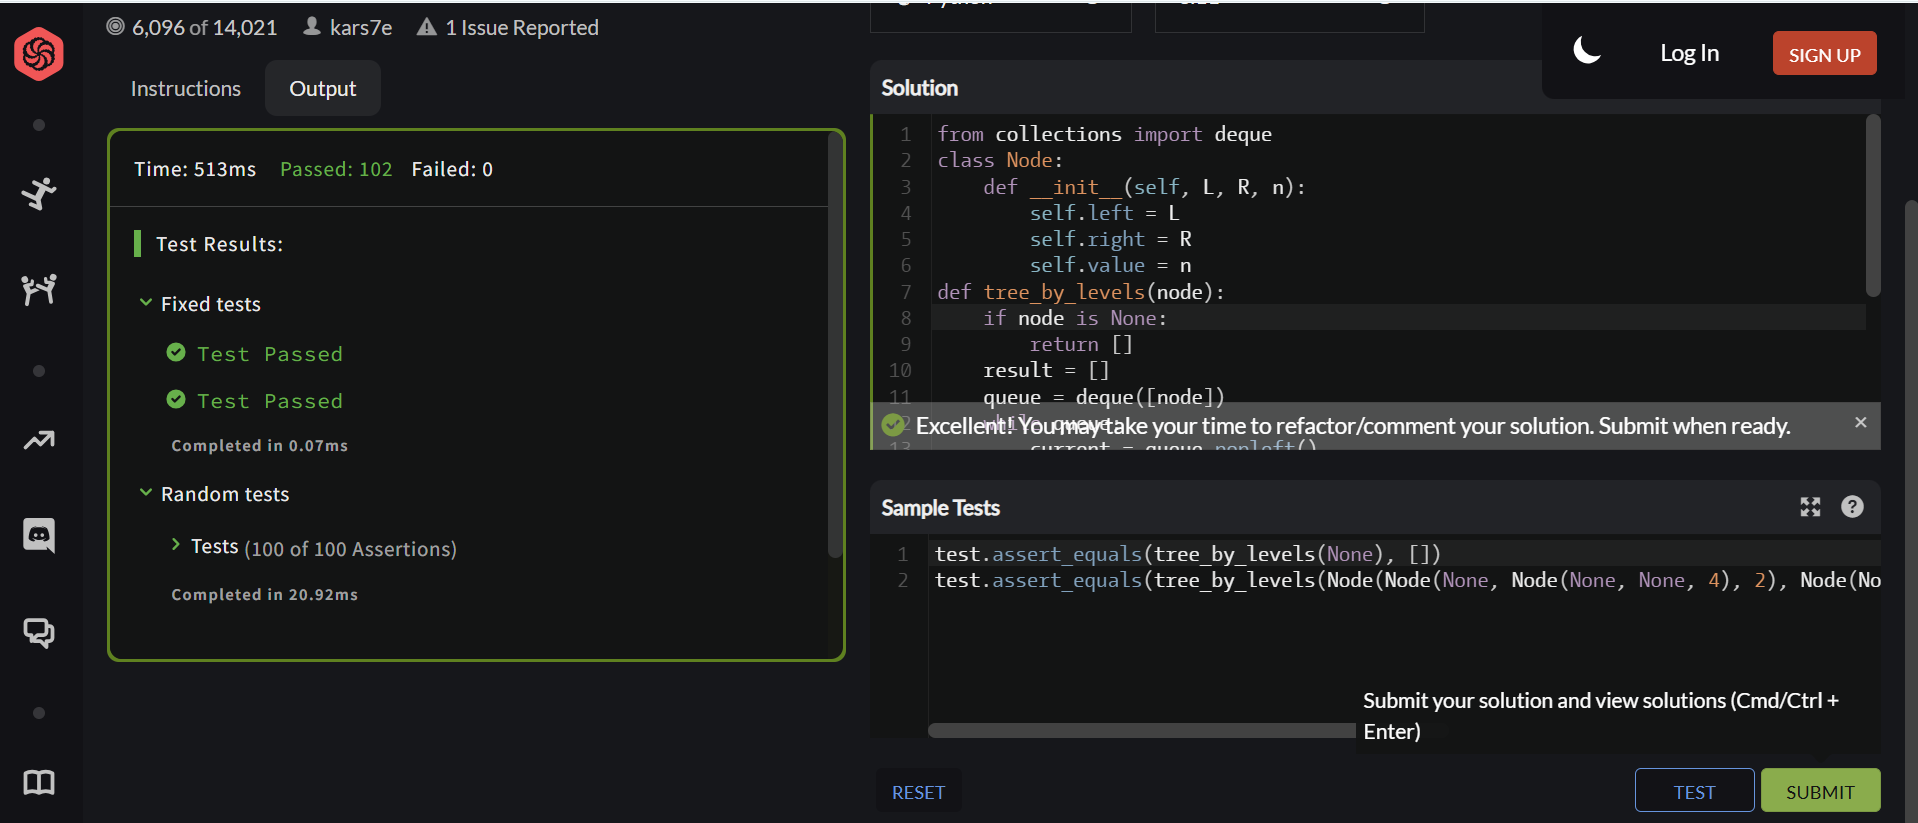 6,096 of 14,021 kars7e 1 Issue Reported
Instructions Output
Time: 513ms Passed: 102 Failed: 0
Test Results:
Fixed tests
Test Passed
Test Passed
Completed in 0.07ms
Random tests
Tests (100 of 100 Assertions)
Completed in 20.92ms
Log In
SIGN UP
Solution
1 from collections import deque
2 class Node:
3 def __init__(self, L, R, n):
4 self.left = L
5 self.right = R
6 self.value = n
7 def tree_by_levels(node):
8 if node is None:
9 return []
10 result = []
11 queue = deque([node])
12 while queue:
13 current = queue.popleft()
Excellent! You may take your time to refactor/comment your solution. Submit when ready.
Sample Tests
1 test.assert_equals(tree_by_levels(None), [])
2 test.assert_equals(tree_by_levels(Node(Node(None, Node(None, None, 4), 2), Node(No
Submit your solution and view solutions (Cmd/Ctrl +
Enter)
RESET
TEST
SUBMIT